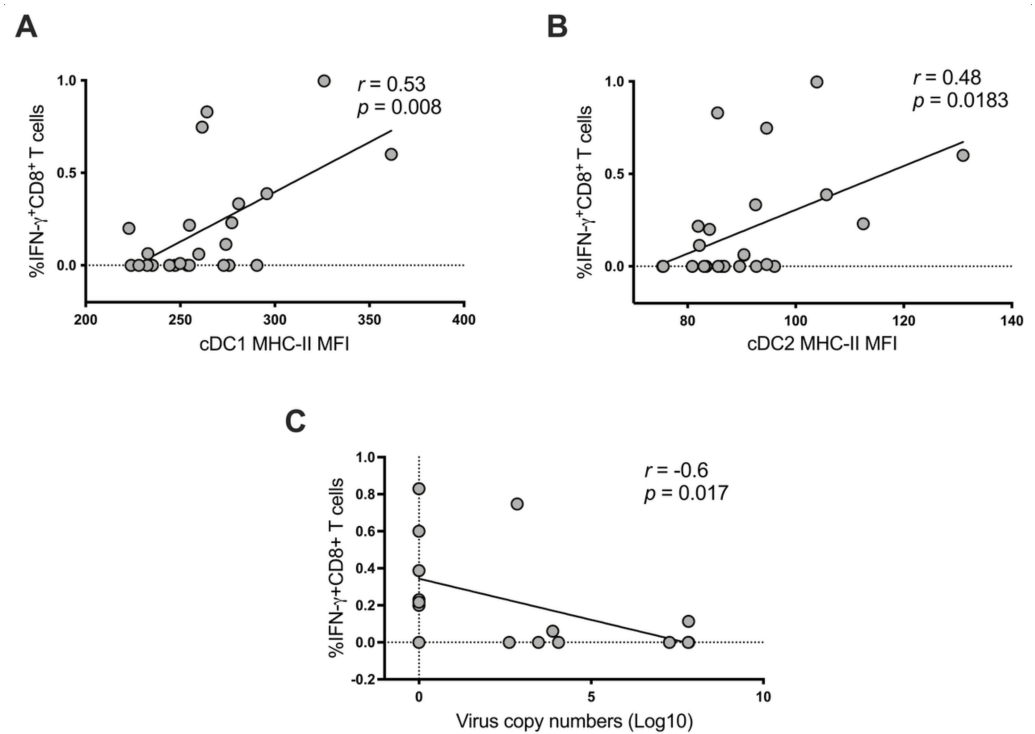 A
r = 0.53
p = 0.008
1.0
0.5
0.0
%IFN-γ⁺CD8⁺ T cells
200 250 300 350 400
cDC1 MHC-II MFI
B
r = 0.48
p = 0.0183
1.0
0.5
0.0
%IFN-γ⁺CD8⁺ T cells
80 100 120 140
cDC2 MHC-II MFI
C
r = -0.6
p = 0.017
1.0
0.8
0.6
0.4
0.2
0.0
-0.2
%IFN-γ+CD8+ T cells
0 5 10
Virus copy numbers (Log10)